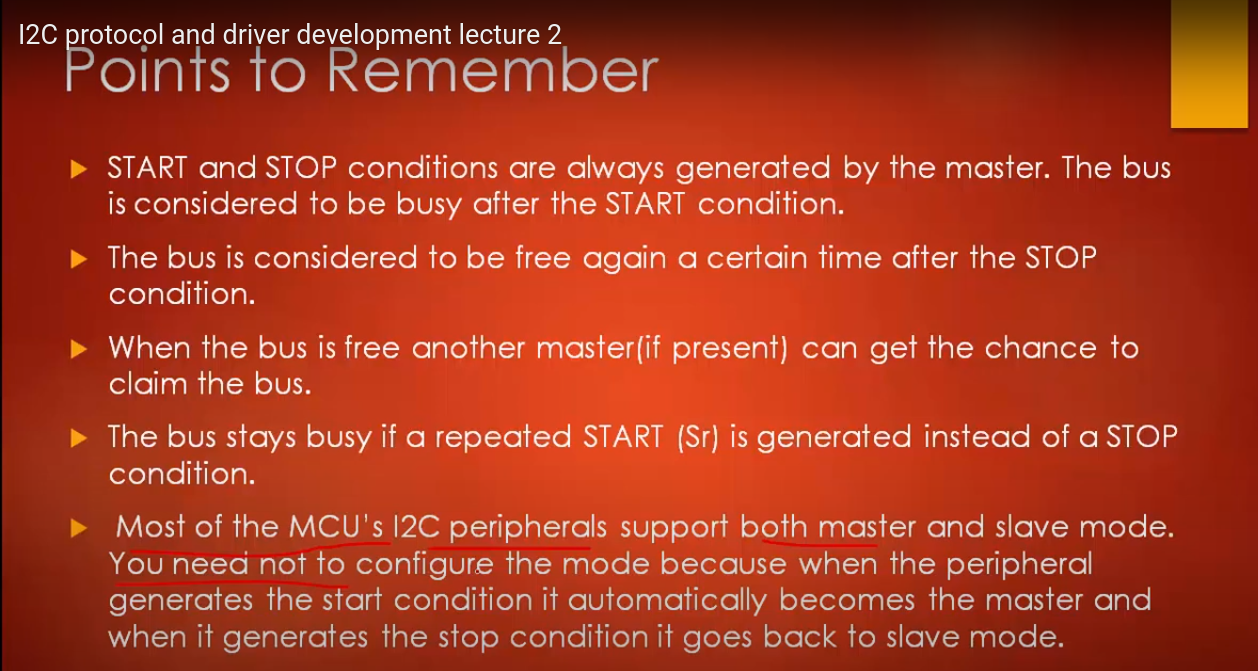 I2C protocol and driver development lecture 2
Points to Remember
START and STOP conditions are always generated by the master. The bus
is considered to be busy after the START condition.
The bus is considered to be free again a certain time after the STOP
condition.
When the bus is free another master(if present) can get the chance to
claim the bus.
The bus stays busy if a repeated START (Sr) is generated instead of a STOP
condition.
Most of the MCU's I2C peripherals support both master and slave mode.
You need not to configure the mode because when the peripheral
generates the start condition it automatically becomes the master and
when it generates the stop condition it goes back to slave mode.